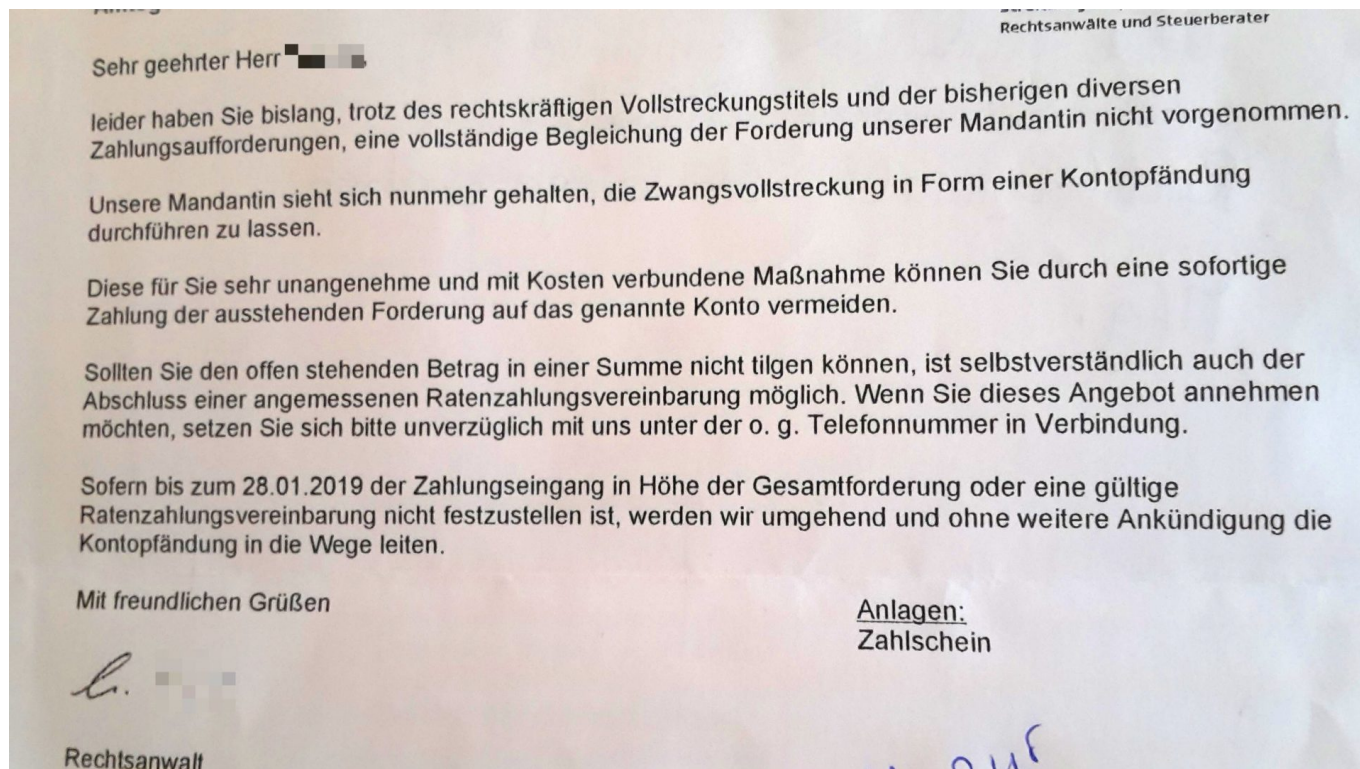 Rechtsanwälte und Steuerberater
Sehr geehrter Herr
leider haben Sie bislang, trotz des rechtskräftigen Vollstreckungstitels und der bisherigen diversen
Zahlungsaufforderungen, eine vollständige Begleichung der Forderung unserer Mandantin nicht vorgenommen.
Unsere Mandantin sieht sich nunmehr gehalten, die Zwangsvollstreckung in Form einer Kontopfändung
durchführen zu lassen.
Diese für Sie sehr unangenehme und mit Kosten verbundene Maßnahme können Sie durch eine sofortige
Zahlung der ausstehenden Forderung auf das genannte Konto vermeiden.
Sollten Sie den offen stehenden Betrag in einer Summe nicht tilgen können, ist selbstverständlich auch der
Abschluss einer angemessenen Ratenzahlungsvereinbarung möglich. Wenn Sie dieses Angebot annehmen
möchten, setzen Sie sich bitte unverzüglich mit uns unter der o. g. Telefonnummer in Verbindung.
Sofern bis zum 28.01.2019 der Zahlungseingang in Höhe der Gesamtforderung oder eine gültige
Ratenzahlungsvereinbarung nicht festzustellen ist, werden wir umgehend und ohne weitere Ankündigung die
Kontopfändung in die Wege leiten.
Mit freundlichen Grüßen
Anlagen:
Zahlschein
Rechtsanwalt